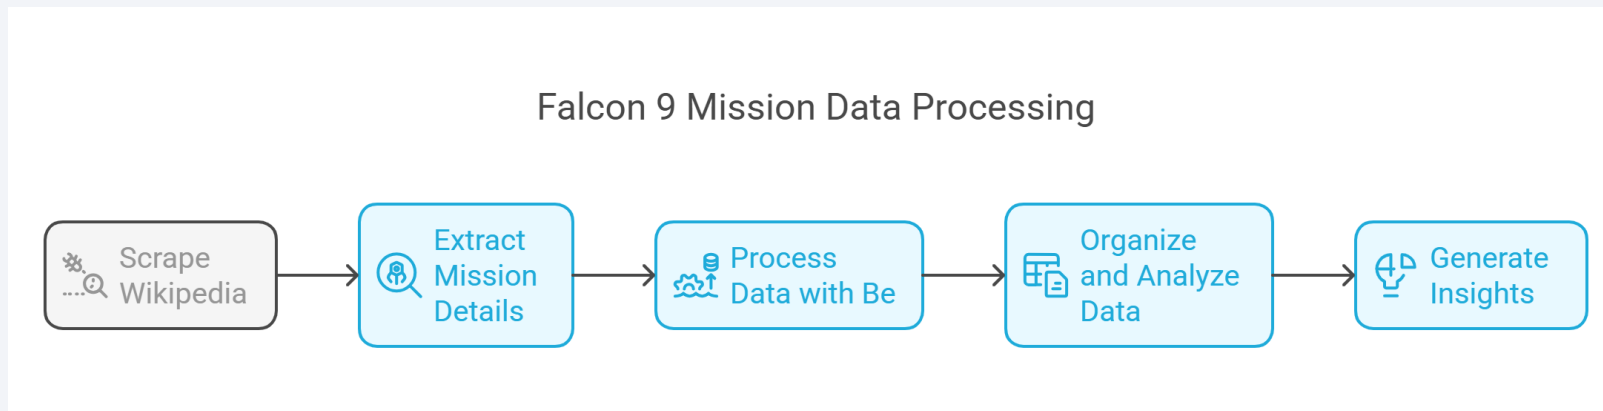 Falcon 9 Mission Data Processing
Scrape
Wikipedia
Extract
Mission
Details
Process
Data with Be
Organize
and Analyze
Data
Generate
Insights